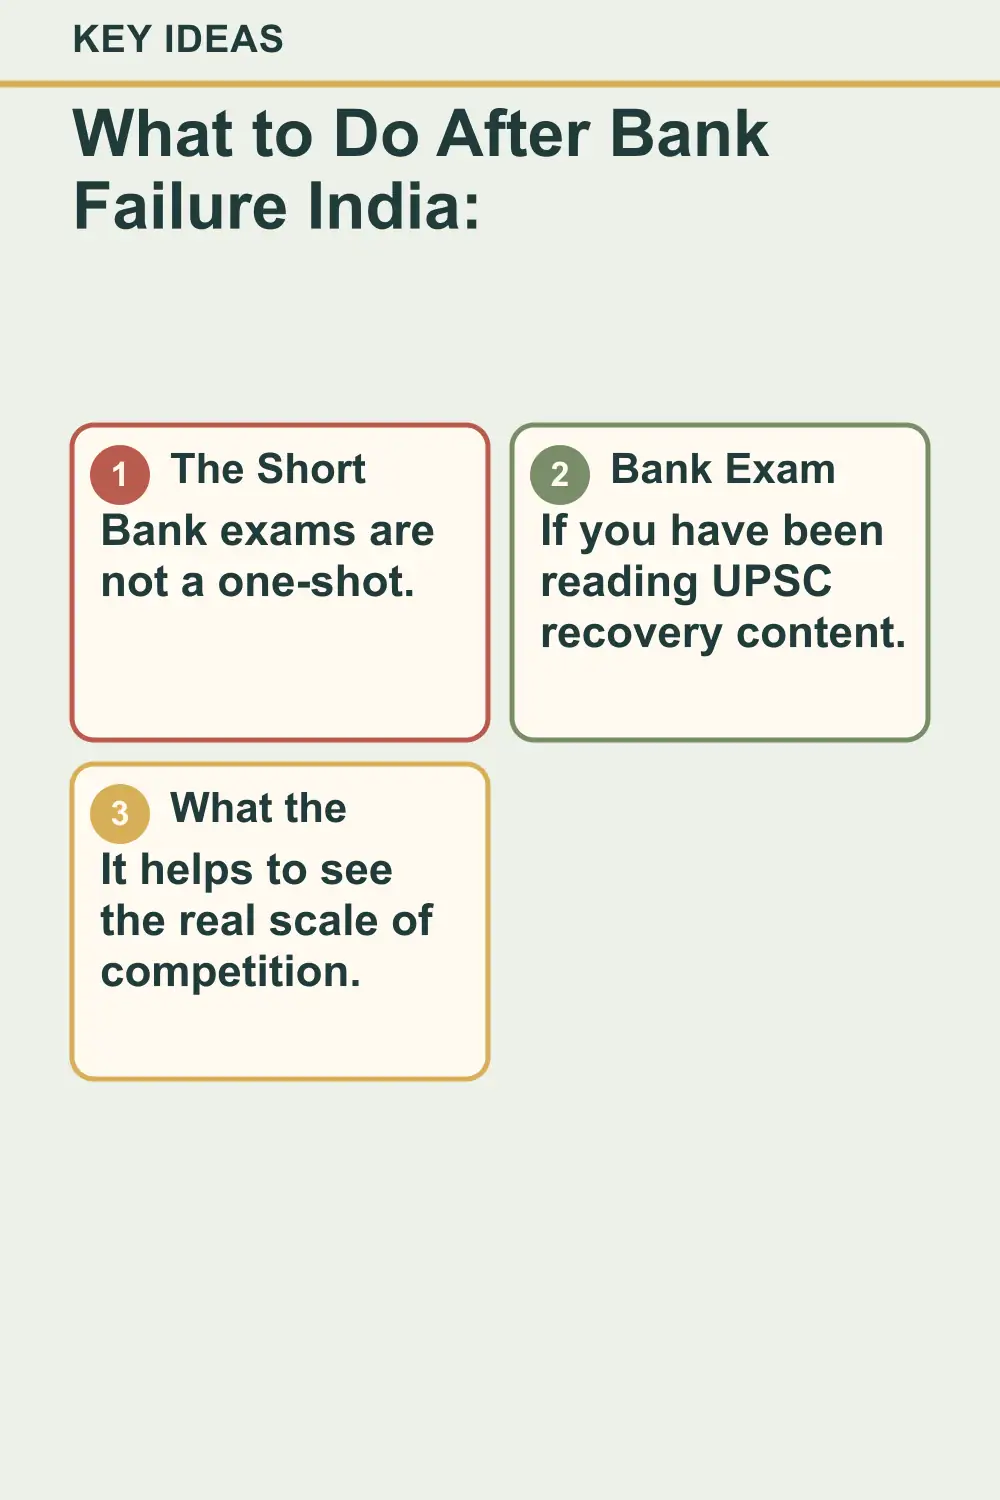 KEY IDEAS
What to Do After Bank
Failure India:
1 The Short
Bank exams are
not a one-shot.
2 Bank Exam
If you have been
reading UPSC
recovery content.
3 What the
It helps to see
the real scale of
competition.